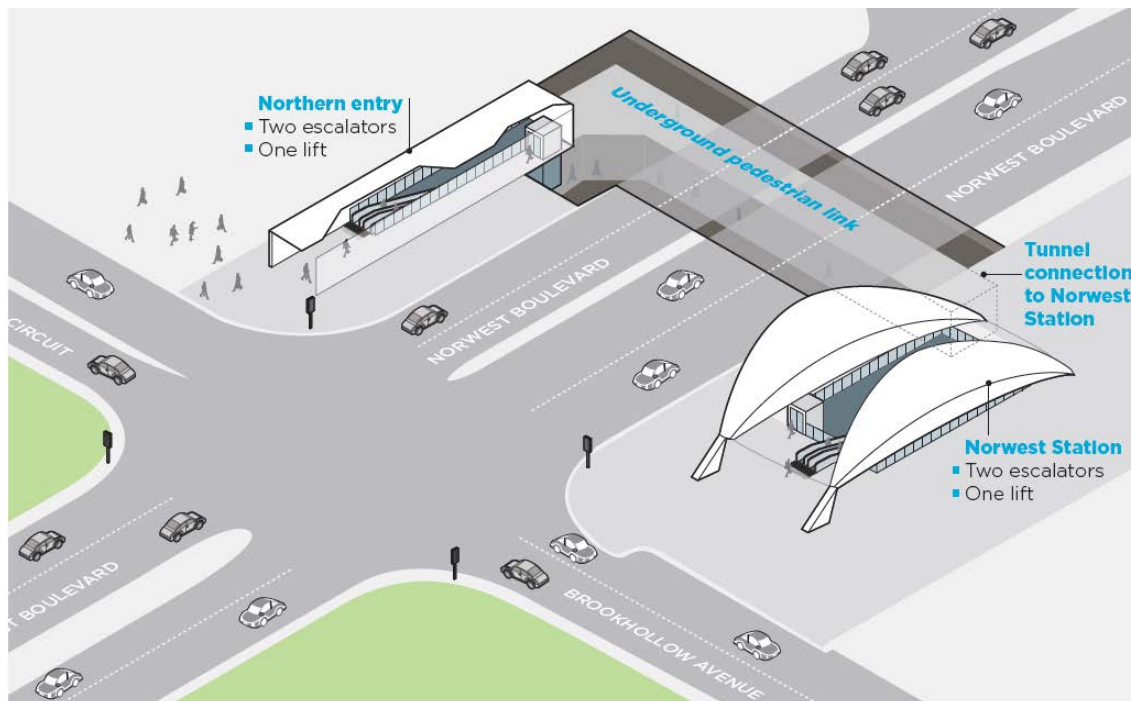 Northern entry
Two escalators
One lift
Underground pedestrian link
NORWEST BOULEVARD
Tunnel
connection
to Norwest
Station
NORWEST BOULEVARD
CIRCUIT
Norwest Station
Two escalators
One lift
BOULEVARD
BROOKHOLLOW AVENUE